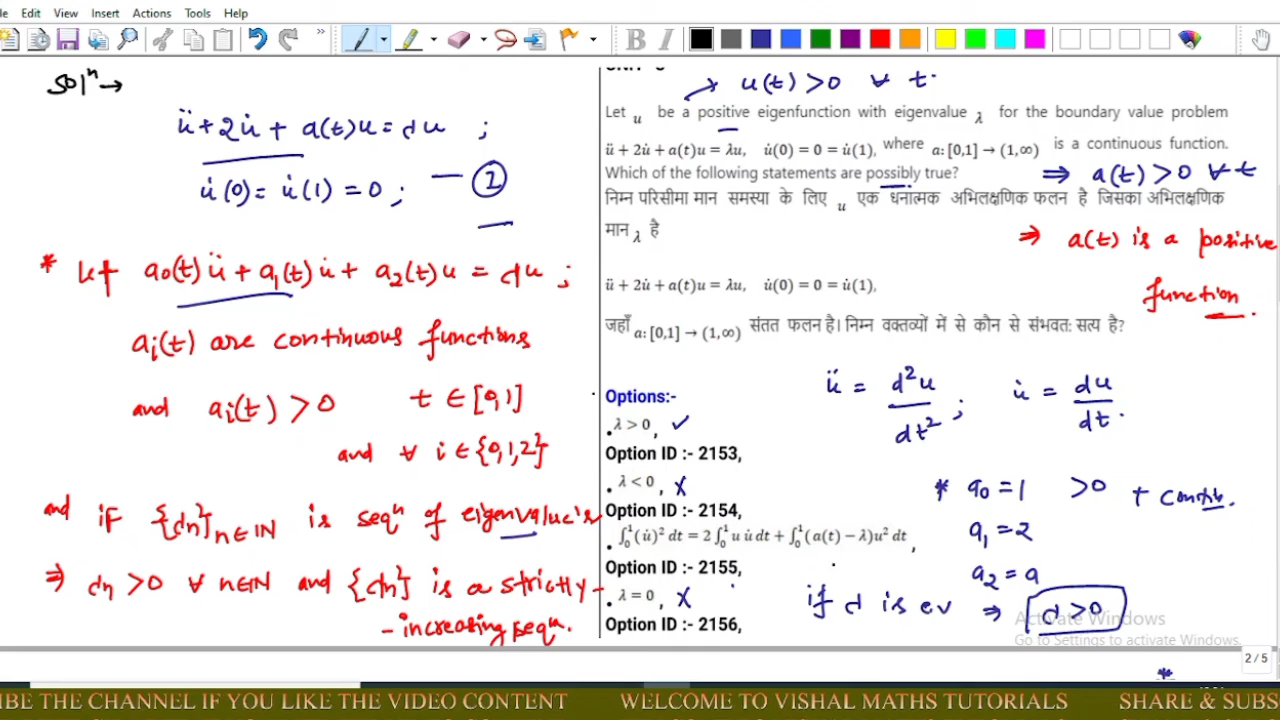 le View Insert Actions Tools Help
Solⁿ →
ü + 2u̇ + a(t)u = λu ;
u̇(0) = u̇(1) = 0 ; — ①
* Let a₀(t)ü + a₁(t)u̇ + a₂(t)u = λu ;
aᵢ(t) are continuous functions
and aᵢ(t) > 0 t ∈ [0,1]
and ∀ i ∈ {0,1,2}
and if {λn}n∈IN is seqⁿ of eigenvalue's
⇒ λn > 0 ∀ n∈IN and {λn} is a strictly-
- increasing seqⁿ.
→ u(t) > 0 ∀ t.
Let u be a positive eigenfunction with eigenvalue λ for the boundary value problem
ü + 2u̇ + a(t)u = λu, u̇(0) = 0 = u̇(1), where a: [0,1] → (1,∞) is a continuous function.
Which of the following statements are possibly true?
⇒ a(t) > 0 ∀ t
निम्न परिसीमा मान समस्या के लिए u एक धनात्मक अभिलक्षणिक फलन है जिसका अभिलक्षणिक
मान λ है
⇒ a(t) is a positive
function.
ü + 2u̇ + a(t)u = λu, u̇(0) = 0 = u̇(1),
जहाँ a: [0,1] → (1,∞) संतत फलन है। निम्न वक्तव्यों में से कौन से संभवत: सत्य है?
ü = d²u/dt² ; u̇ = du/dt .
Options:-
λ > 0, ✓
Option ID :- 2153,
λ < 0, x
Option ID :- 2154,
∫₀¹(u̇)² dt = 2∫₀¹ u u̇ dt + ∫₀¹(a(t) − λ)u² dt,
Option ID :- 2155,
λ = 0, x
Option ID :- 2156,
* a₀ = 1 > 0 + contib.
a₁ = 2
a₂ = a
if λ is ev ⇒ λ > 0
Activate Windows
Go to Settings to activate Windows.
2 / 5
IBE THE CHANNEL IF YOU LIKE THE VIDEO CONTENT WELCOME TO VISHAL MATHS TUTORIALS SHARE & SUBS